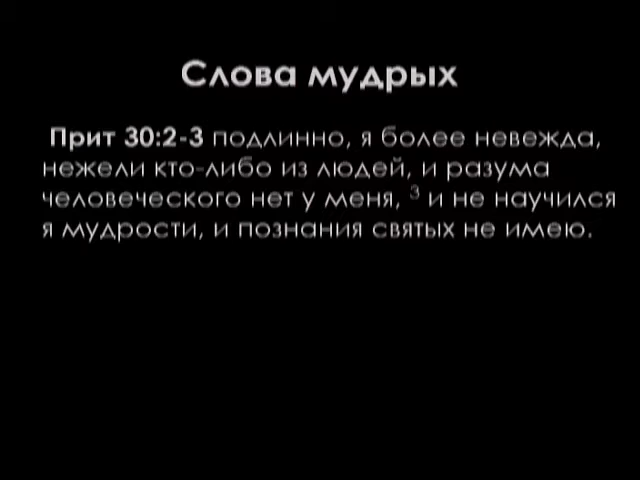 Слова мудрых
Прит 30:2-3 подлинно, я более невежда,
нежели кто-либо из людей, и разума
человеческого нет у меня, ³ и не научился
я мудрости, и познания святых не имею.